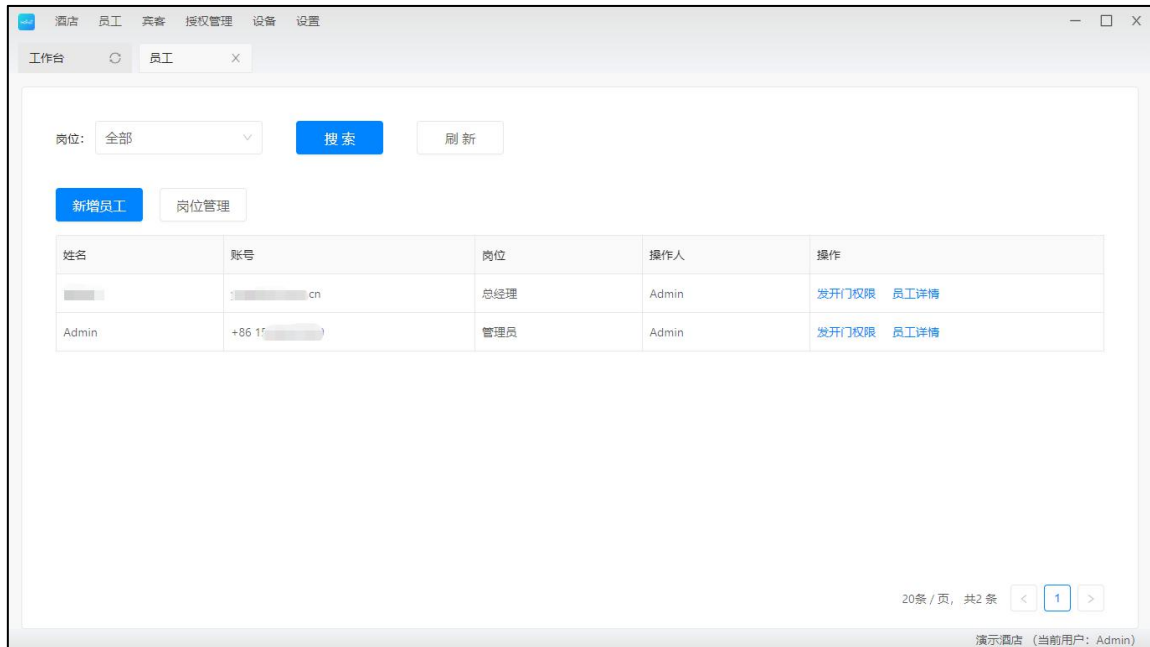 酒店 员工 宾客 授权管理 设备 设置
工作台 员工
岗位: 全部 搜索 刷新
新增员工 岗位管理
姓名 账号 岗位 操作人 操作
cn 总经理 Admin 发开门权限 员工详情
Admin +86 15 管理员 Admin 发开门权限 员工详情
20条 / 页, 共2 条 < 1 >
演示酒店 (当前用户: Admin)